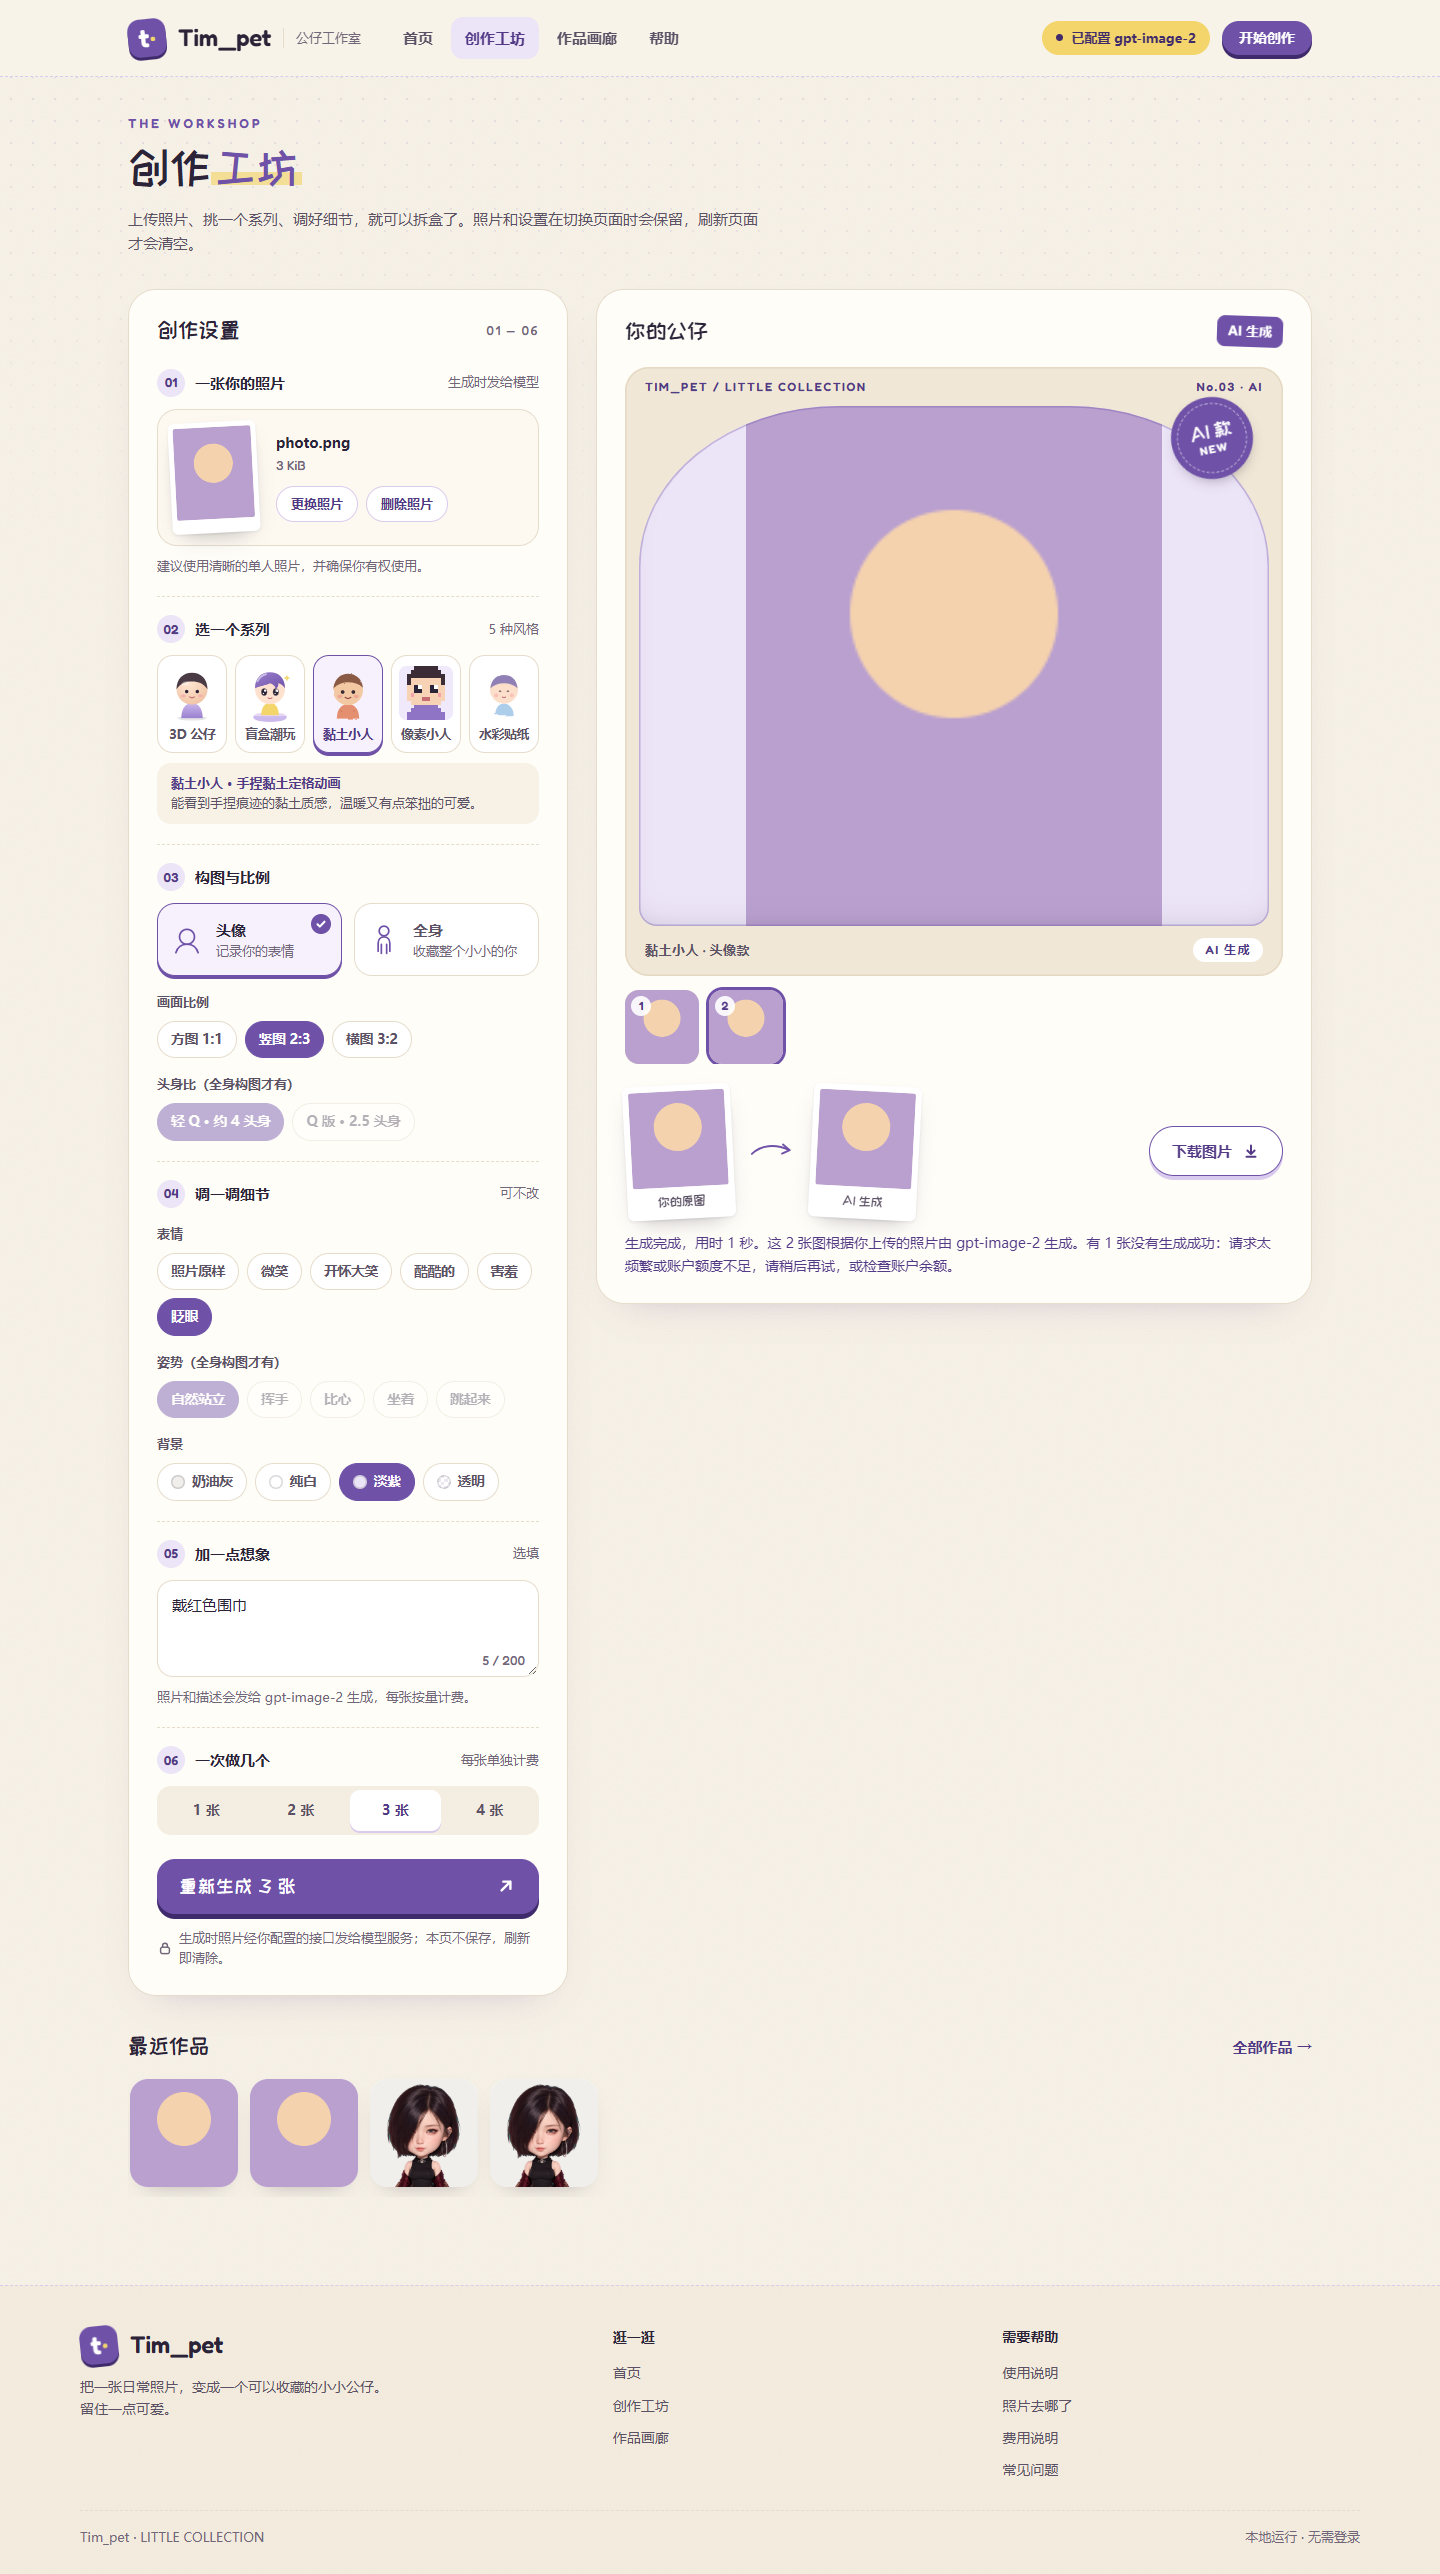 t. Tim_pet 公仔工作室 首页 创作工坊 作品画廊 帮助 已配置 gpt-image-2 开始创作
THE WORKSHOP
创作工坊
上传照片、挑一个系列、调好细节，就可以拆盒了。照片和设置在切换页面时会保留，刷新页面
才会清空。
创作设置 01 — 06
01 一张你的照片 生成时发给模型
photo.png
3 KiB
更换照片 删除照片
建议使用清晰的单人照片，并确保你有权使用。
02 选一个系列 5 种风格
3D 公仔 盲盒潮玩 黏土小人 像素小人 水彩贴纸
黏土小人 • 手捏黏土定格动画
能看到手捏痕迹的黏土质感，温暖又有点笨拙的可爱。
03 构图与比例
头像 全身
记录你的表情 收藏整个小小的你
画面比例
方图 1:1 竖图 2:3 横图 3:2
头身比（全身构图才有）
轻 Q • 约 4 头身 Q 版 • 2.5 头身
04 调一调细节 可不改
表情
照片原样 微笑 开怀大笑 酷酷的 害羞
眨眼
姿势（全身构图才有）
自然站立 挥手 比心 坐着 跳起来
背景
奶油灰 纯白 淡紫 透明
05 加一点想象 选填
戴红色围巾
5 / 200
照片和描述会发给 gpt-image-2 生成，每张按量计费。
06 一次做几个 每张单独计费
1 张 2 张 3 张 4 张
重新生成 3 张
生成时照片经你配置的接口发给模型服务；本页不保存，刷新
即清除。
你的公仔 AI 生成
TIM_PET / LITTLE COLLECTION No.03 · AI
AI 款
NEW
黏土小人 · 头像款 AI 生成
1 2
你的原图 AI 生成 下载图片
生成完成，用时 1 秒。这 2 张图根据你上传的照片由 gpt-image-2 生成。有 1 张没有生成成功：请求太
频繁或账户额度不足，请稍后再试，或检查账户余额。
最近作品 全部作品 →
t. Tim_pet
把一张日常照片，变成一个可以收藏的小小公仔。
留住一点可爱。
逛一逛
首页
创作工坊
作品画廊
需要帮助
使用说明
照片去哪了
费用说明
常见问题
Tim_pet · LITTLE COLLECTION 本地运行 · 无需登录